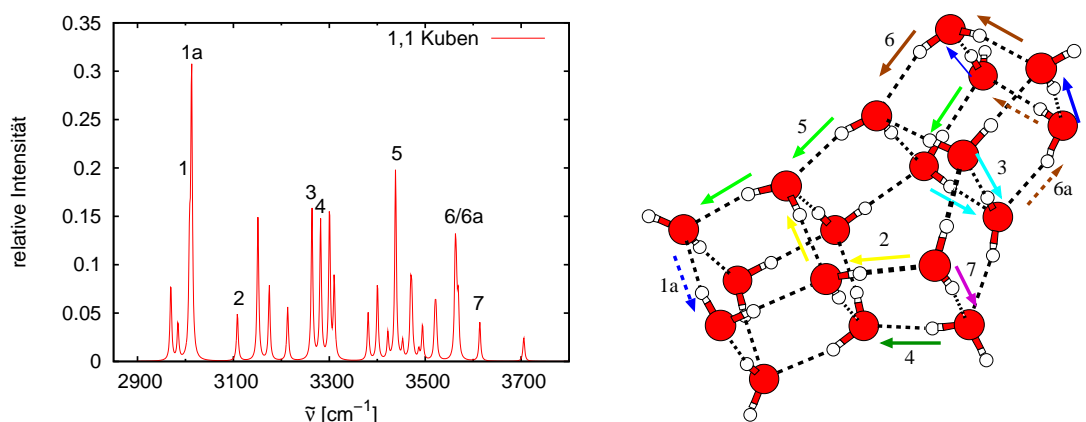 0.35
0.3
0.25
0.2
0.15
0.1
0.05
0
relative Intensität
1,1 Kuben
1a
1
2
3
4
5
6/6a
7
2900 3100 3300 3500 3700
ṽ [cm⁻¹]
6
5
3
6a
2
7
1a
4